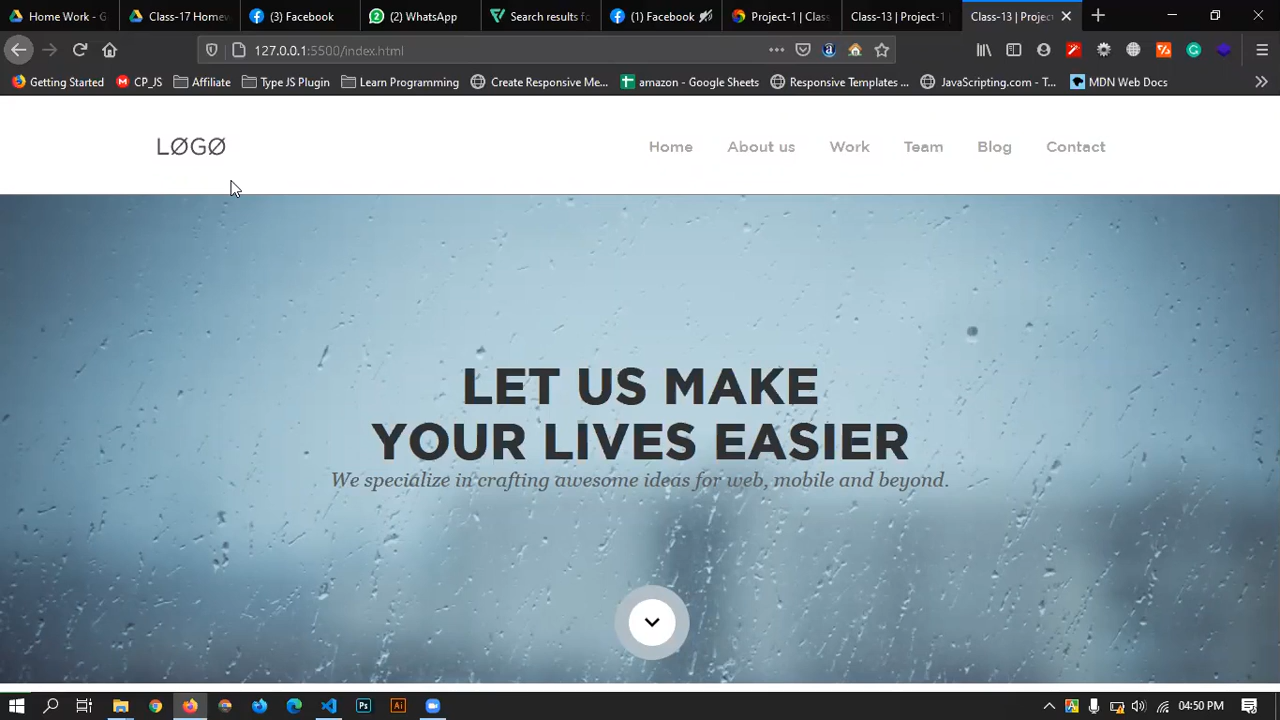 Home Work - G
Class-17 Homew
(3) Facebook
(2) WhatsApp
Search results fo
(1) Facebook
Project-1 | Class
Class-13 | Project-1
Class-13 | Project
127.0.0.1:5500/index.html
Getting Started
CP_JS
Affiliate
Type JS Plugin
Learn Programming
Create Responsive Me...
amazon - Google Sheets
Responsive Templates ...
JavaScripting.com - T...
MDN Web Docs
LØGØ
Home
About us
Work
Team
Blog
Contact
LET US MAKE
YOUR LIVES EASIER
We specialize in crafting awesome ideas for web, mobile and beyond.
04:50 PM